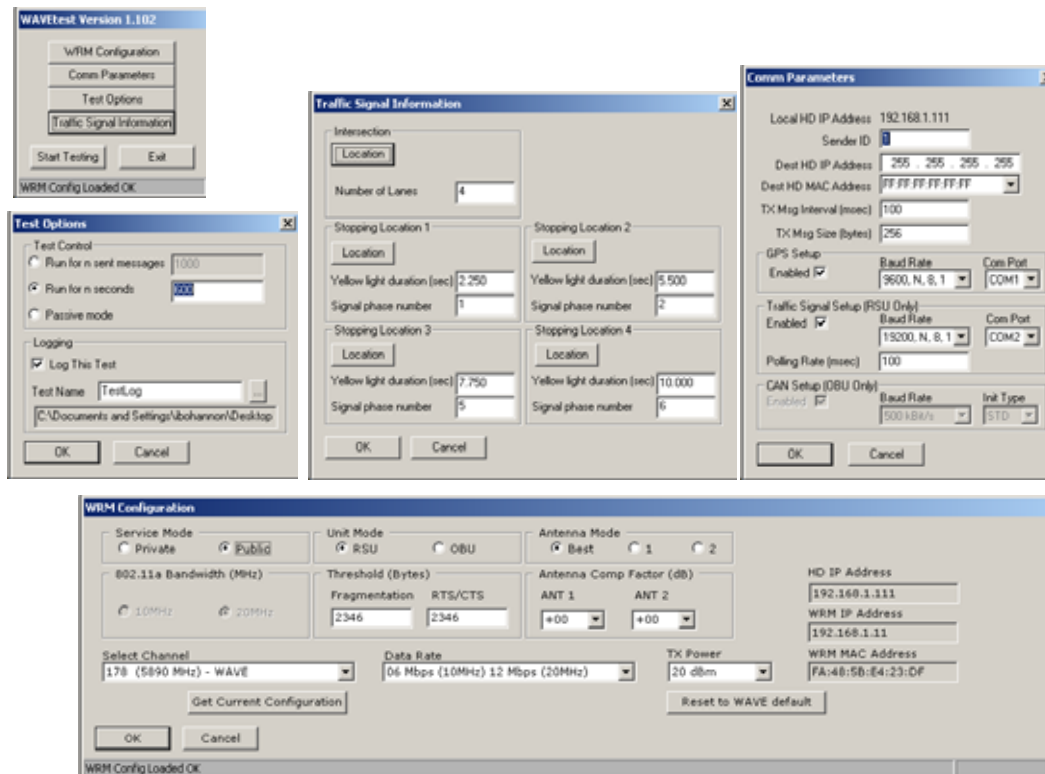 WAVEtest Version 1.102
WRM Configuration
Comm Parameters
Test Options
Traffic Signal Information
Start Testing Exit
WRM Config Loaded OK
Test Options
Test Control
Run for n sent messages 1000
Run for n seconds 600
Passive mode
Logging
Log This Test
Test Name TestLog ...
C:\Documents and Settings\bohannon\Desktop
OK Cancel
Traffic Signal Information
Intersection
Location
Number of Lanes 4
Stopping Location 1 Stopping Location 2
Location Location
Yellow light duration (sec) 2.250 Yellow light duration (sec) 5.500
Signal phase number 1 Signal phase number 2
Stopping Location 3 Stopping Location 4
Location Location
Yellow light duration (sec) 7.750 Yellow light duration (sec) 10.000
Signal phase number 5 Signal phase number 6
OK Cancel
Comm Parameters
Local HD IP Address 192.168.1.111
Sender ID 1
Dest HD IP Address 255 . 255 . 255 . 255
Dest HD MAC Address FF:FF:FF:FF:FF:FF
TX Msg Interval (msec) 100
TX Msg Size (bytes) 256
GPS Setup
Baud Rate Com Port
Enabled 9600, N, 8, 1 COM1
Traffic Signal Setup (RSU Only)
Enabled Baud Rate Com Port
19200, N, 8, 1 COM2
Polling Rate (msec) 100
CAN Setup (OBU Only)
Enabled Baud Rate Init Type
500 kBit/s STD
OK Cancel
WRM Configuration
Service Mode Unit Mode Antenna Mode
Private Public RSU OBU Best 1 2
802.11a Bandwidth (MHz) Threshold (Bytes) Antenna Comp Factor (dB) HD IP Address
Fragmentation RTS/CTS ANT 1 ANT 2 192.168.1.111
10MHz 20MHz 2346 2346 +00 +00 WRM IP Address
192.168.1.11
Select Channel Data Rate TX Power WRM MAC Address
178 (5890 MHz) - WAVE 06 Mbps (10MHz) 12 Mbps (20MHz) 20 dBm FA:48:5B:E4:23:DF
Get Current Configuration Reset to WAVE default
OK Cancel
WRM Config Loaded OK